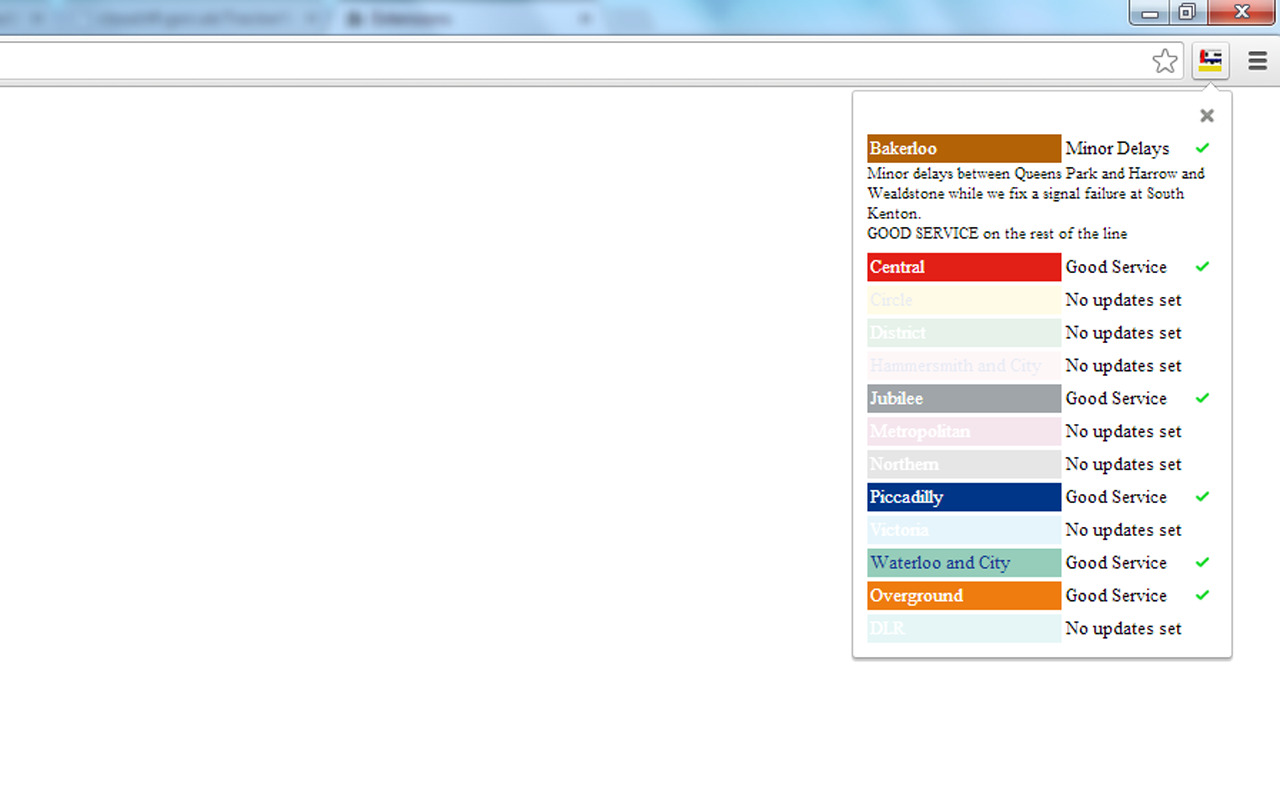 Bakerloo Minor Delays
Minor delays between Queens Park and Harrow and
Wealdstone while we fix a signal failure at South
Kenton.
GOOD SERVICE on the rest of the line
Central Good Service
Circle No updates set
District No updates set
Hammersmith and City No updates set
Jubilee Good Service
Metropolitan No updates set
Northern No updates set
Piccadilly Good Service
Victoria No updates set
Waterloo and City Good Service
Overground Good Service
DLR No updates set